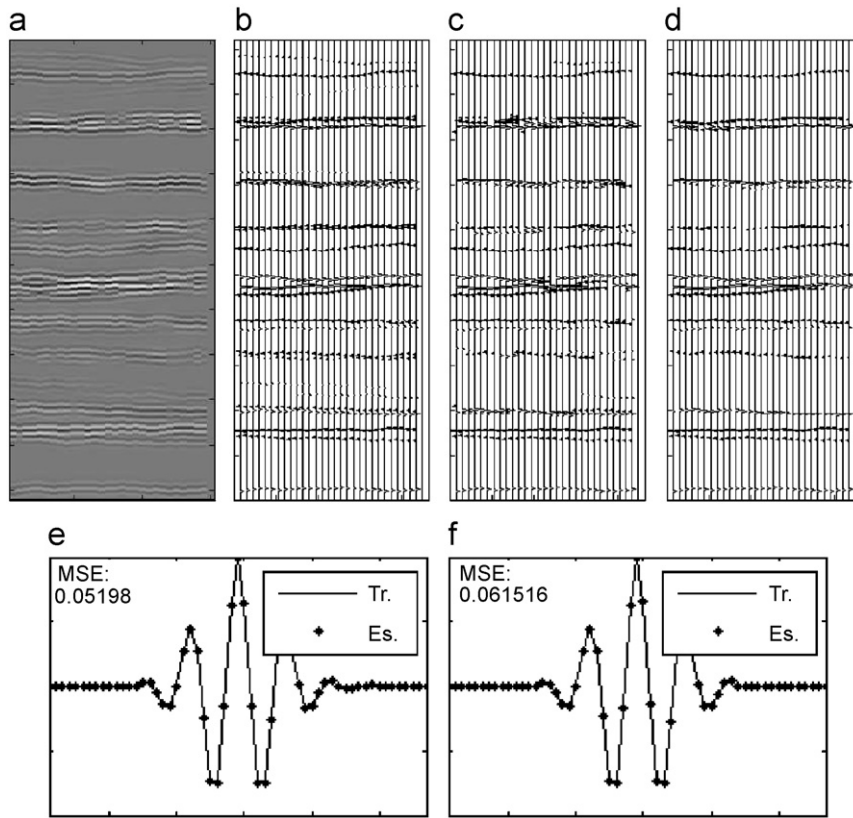 a
b
c
d
e
MSE:
0.05198
Tr.
Es.
f
MSE:
0.061516
Tr.
Es.